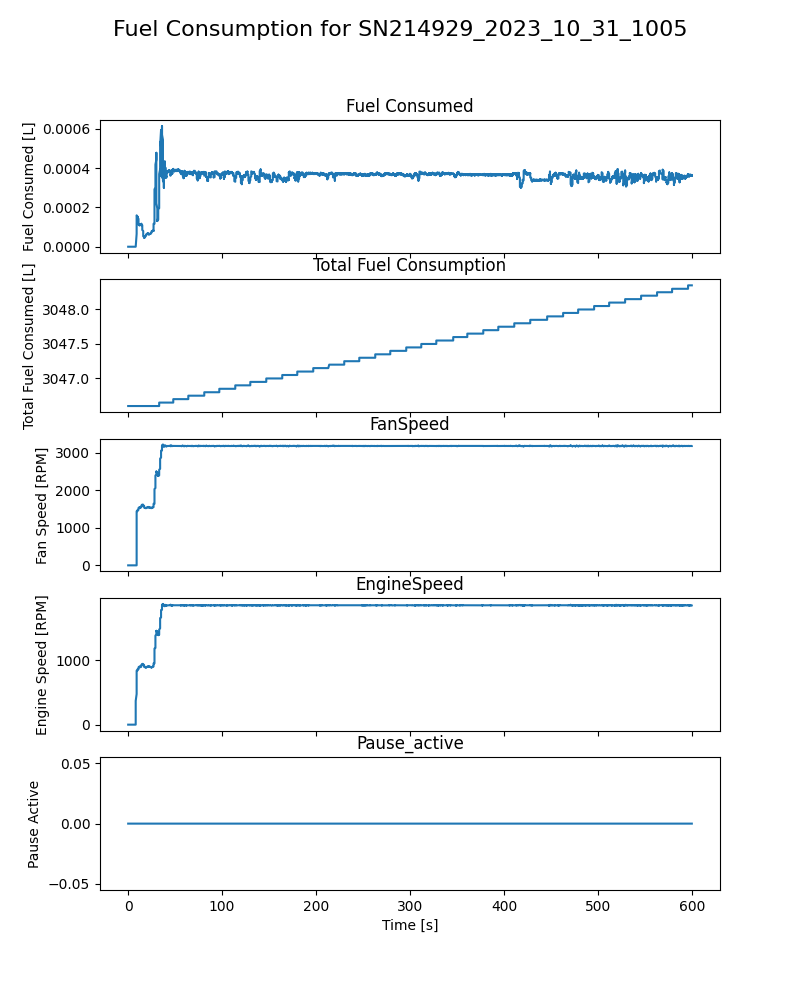 Fuel Consumption for SN214929_2023_10_31_1005
Fuel Consumed
Fuel Consumed [L]
0.0006
0.0004
0.0002
0.0000
Total Fuel Consumption
Total Fuel Consumed [L]
3048.0
3047.5
3047.0
FanSpeed
Fan Speed [RPM]
3000
2000
1000
0
EngineSpeed
Engine Speed [RPM]
1000
0
Pause_active
Pause Active
0.05
0.00
−0.05
0 100 200 300 400 500 600
Time [s]